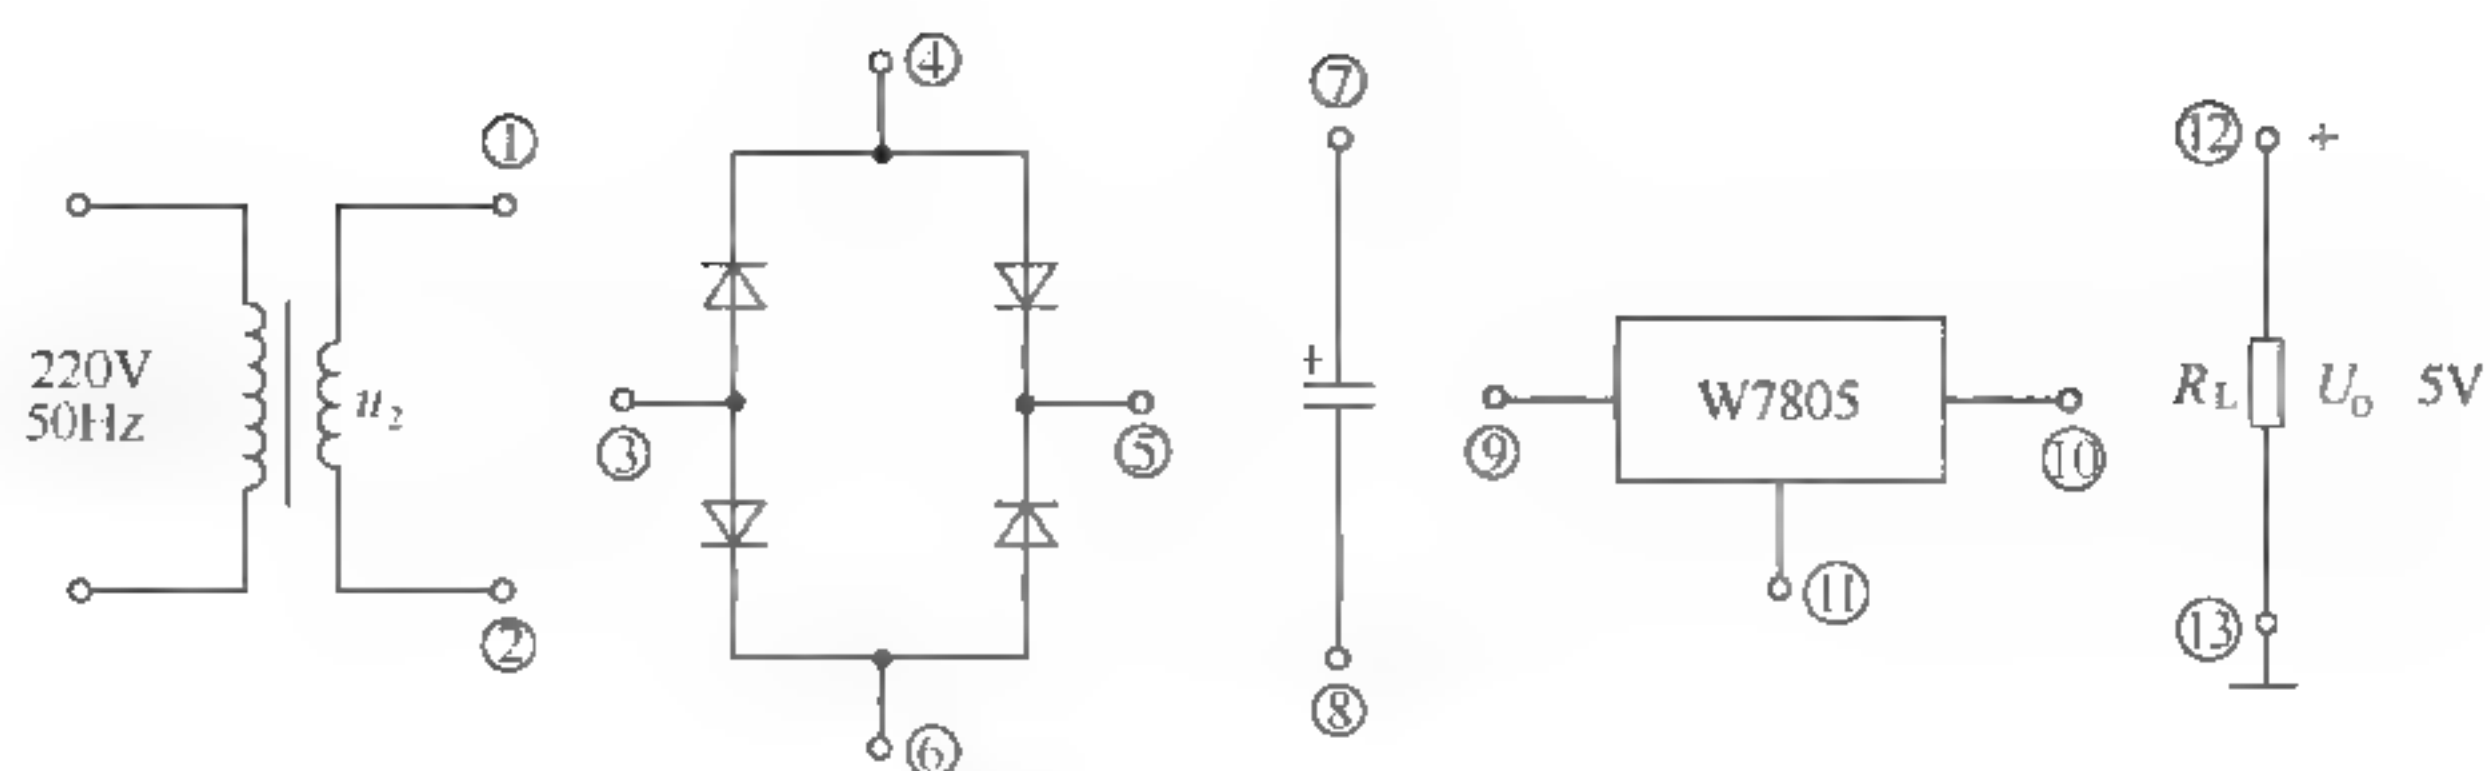 ④
⑦
①
⑫ +
220V
50Hz
u₂
+
W7805
R_L U_o 5V
③
⑤
⑨
⑩
⑪
②
⑬
⑧
⑥